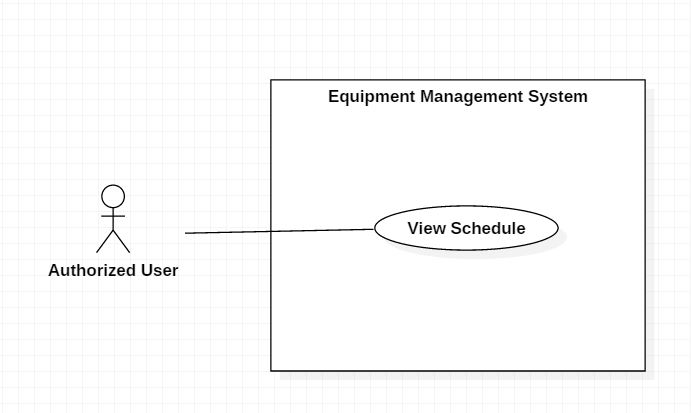 Equipment Management System
View Schedule
Authorized User